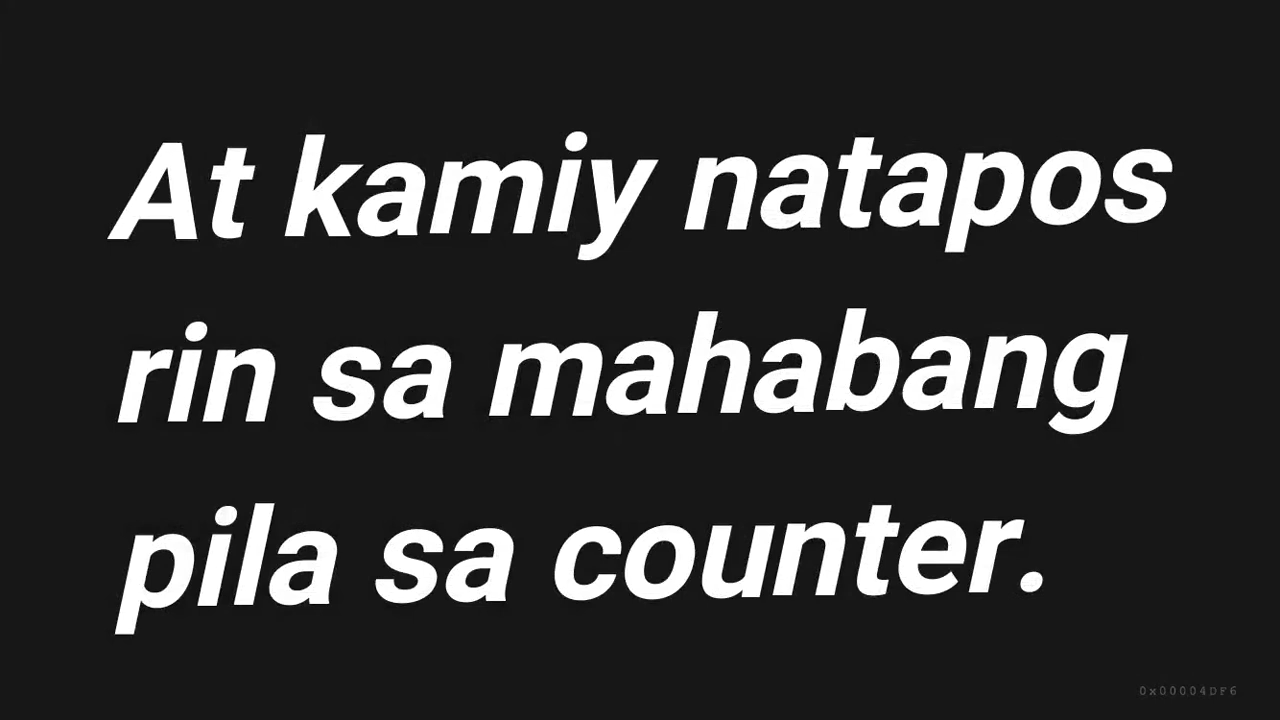 At kamiy natapos
rin sa mahabang
pila sa counter.
0x00004DF6